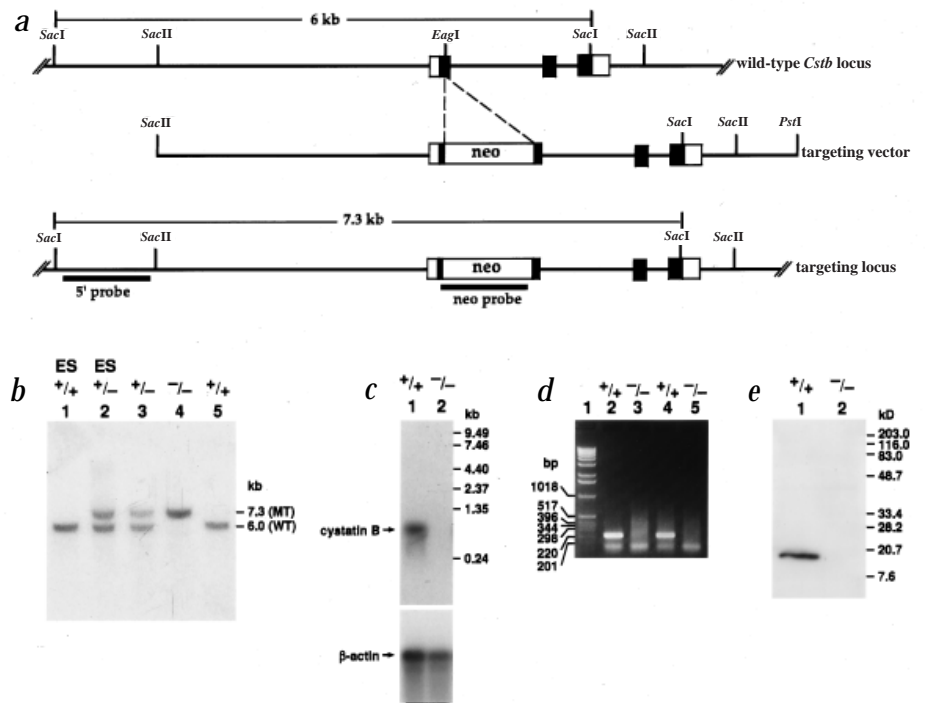 a
6 kb
SacI SacII EagI SacI SacII
wild-type Cstb locus
SacII SacI SacII PstI
neo
targeting vector
7.3 kb
SacI SacII SacI SacII
neo
targeting locus
5' probe
neo probe
b
ES ES
+/+ +/− +/− −/− +/+
1 2 3 4 5
kb
7.3 (MT)
6.0 (WT)
c
+/+ −/−
1 2
kb
9.49
7.46
4.40
2.37
1.35
0.24
cystatin B
β-actin
d
+/+ −/− +/+ −/−
1 2 3 4 5
bp
1018
517
396
344
298
220
201
e
+/+ −/−
1 2
kD
203.0
116.0
83.0
48.7
33.4
28.2
20.7
7.6